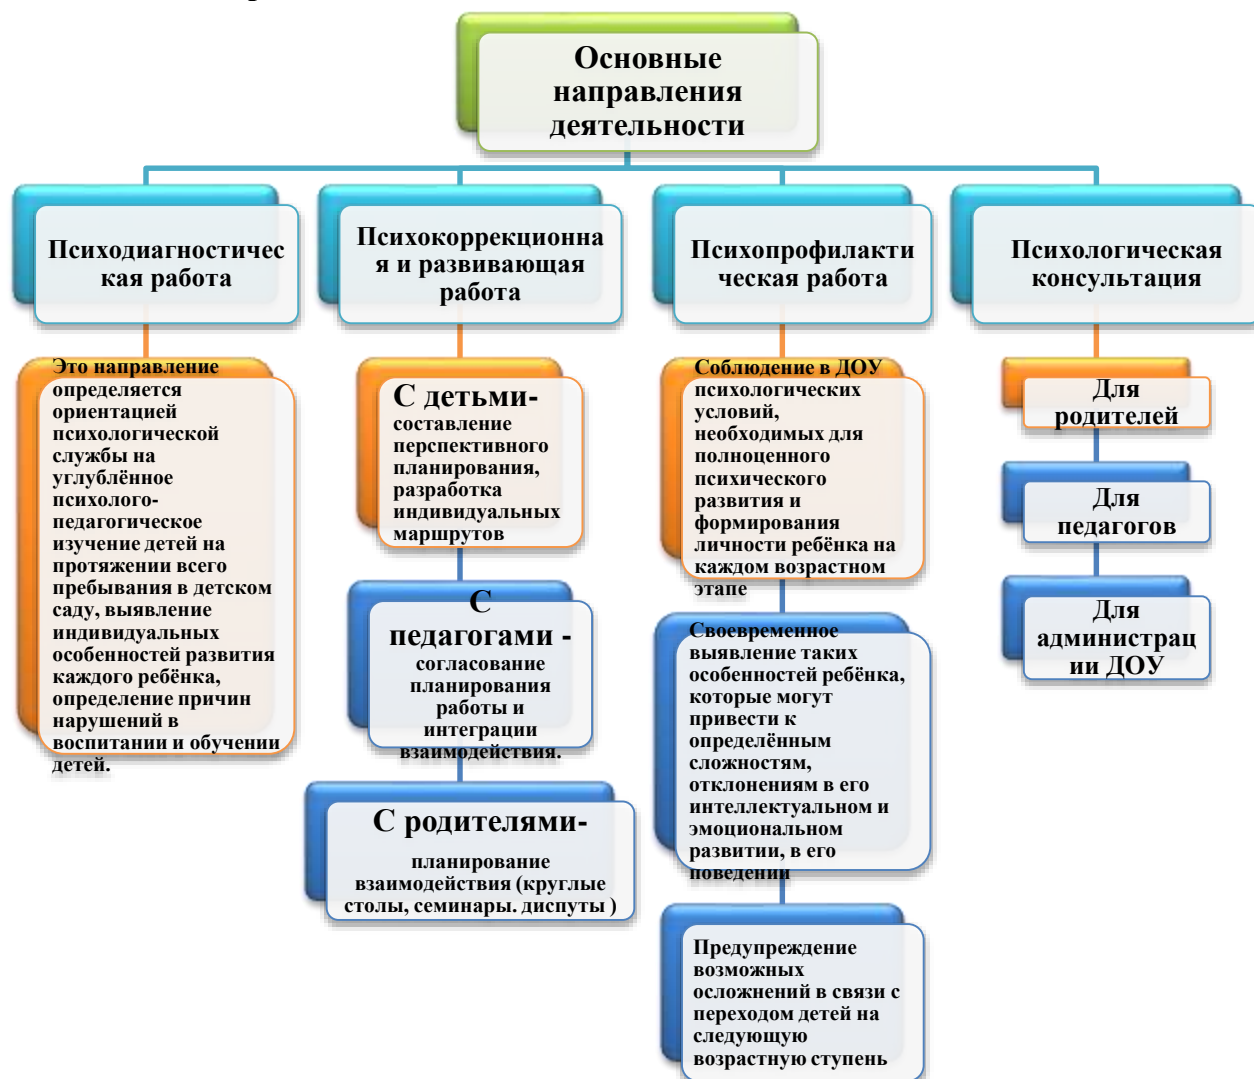 Основные
направления
деятельности
Психодиагностичес
кая работа
Психокоррекционна
я и развивающая
работа
Психопрофилакти
ческая работа
Психологическая
консультация
Это направление
определяется
ориентацией
психологической
службы на
углублённое
психолого-
педагогическое
изучение детей на
протяжении всего
пребывания в детском
саду, выявление
индивидуальных
особенностей развития
каждого ребёнка,
определение причин
нарушений в
воспитании и обучении
детей.
С детьми-
составление
перспективного
планирования,
разработка
индивидуальных
маршрутов
С
педагогами -
согласование
планирования
работы и
интеграции
взаимодействия.
С родителями-
планирование
взаимодействия (круглые
столы, семинары. диспуты )
Соблюдение в ДОУ
психологических
условий,
необходимых для
полноценного
психического
развития и
формирования
личности ребёнка на
каждом возрастном
этапе
Своевременное
выявление таких
особенностей ребёнка,
которые могут
привести к
определённым
сложностям,
отклонениям в его
интеллектуальном и
эмоциональном
развитии, в его
поведении
Предупреждение
возможных
осложнений в связи с
переходом детей на
следующую
возрастную ступень
Для
родителей
Для
педагогов
Для
администрац
ии ДОУ